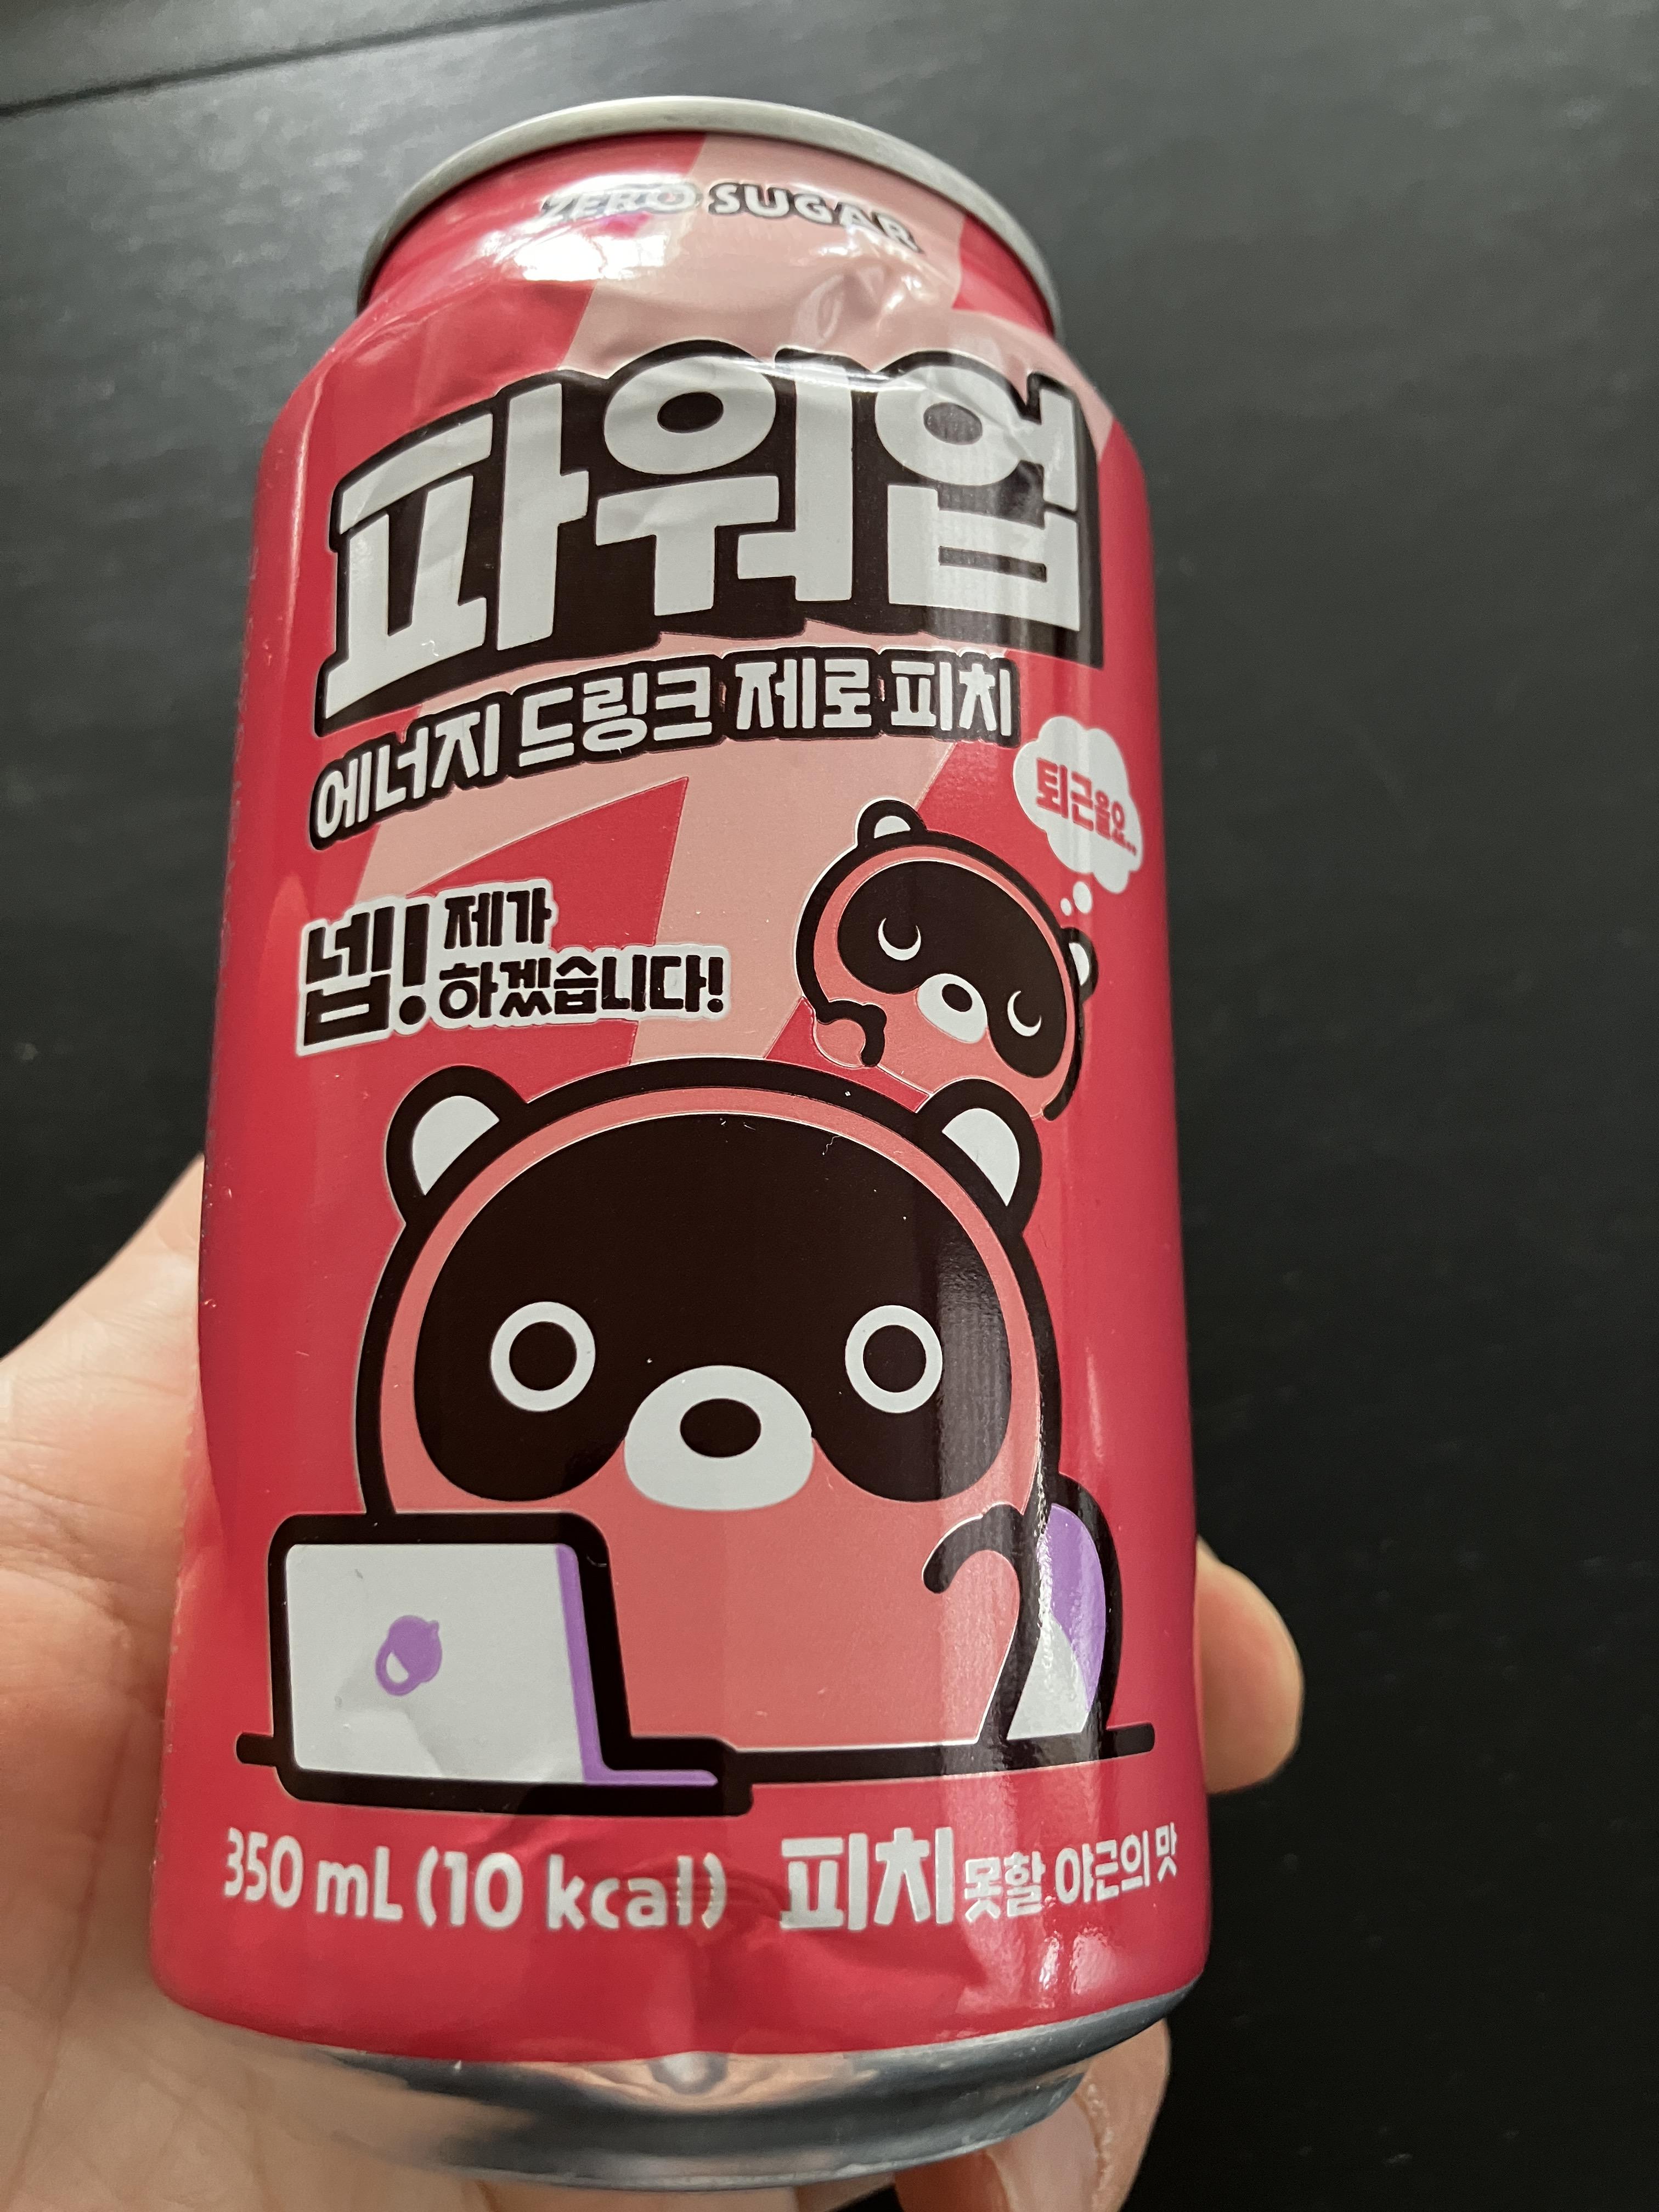 ZERO SUGAR
파워업
에너지 드링크 제로 피치
퇴근을요..
넵! 제가
하겠습니다!
350 mL (10 kcal) 피치 못할 야근의 맛